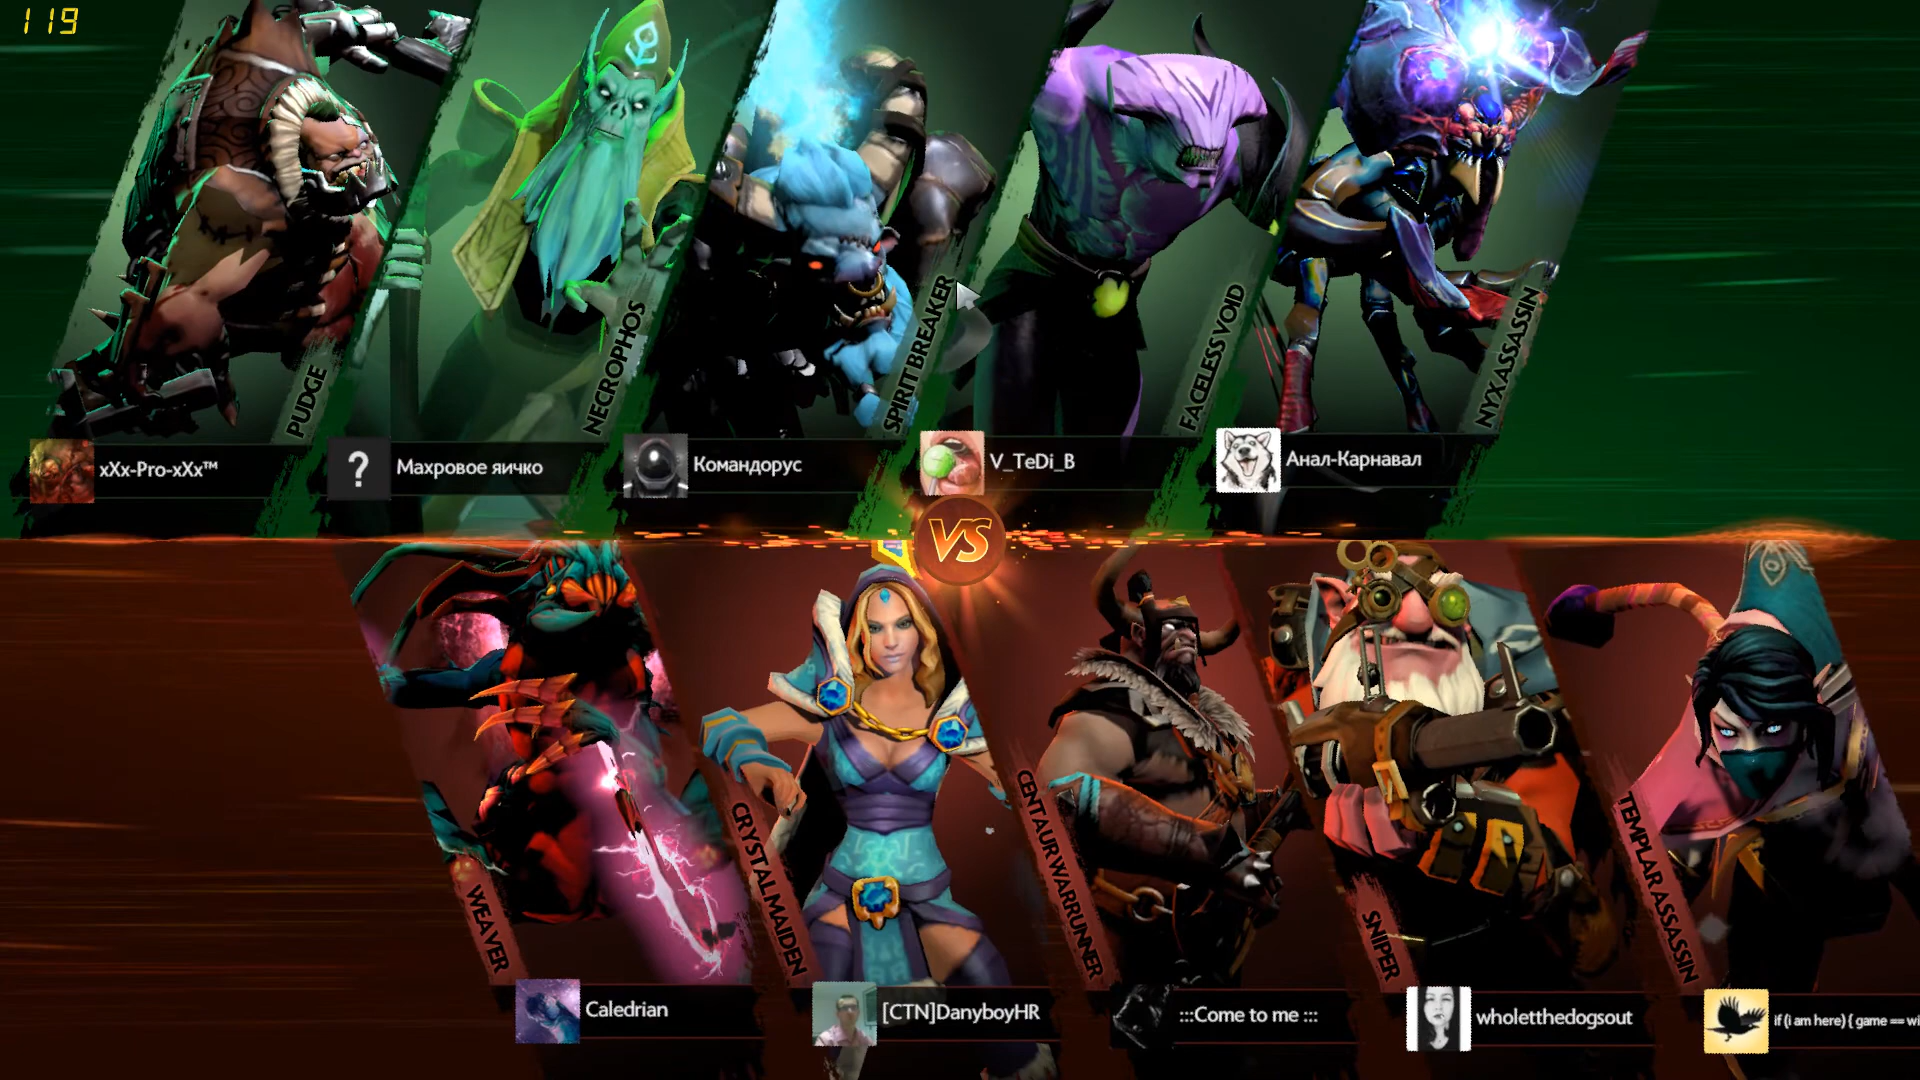 119
PUDGE
NECROPHOS
SPIRIT BREAKER
FACELESS VOID
NYX ASSASSIN
xXx-Pro-xXx™
?
Махровое яичко
Командорус
V_TeDi_B
Анал-Карнавал
VS
WEAVER
CRYSTAL MAIDEN
CENTAUR WARRUNNER
SNIPER
TEMPLAR ASSASSIN
Caledrian
[CTN]DanyboyHR
:::Come to me :::
wholetthedogsout
if (i am here) { game == wi